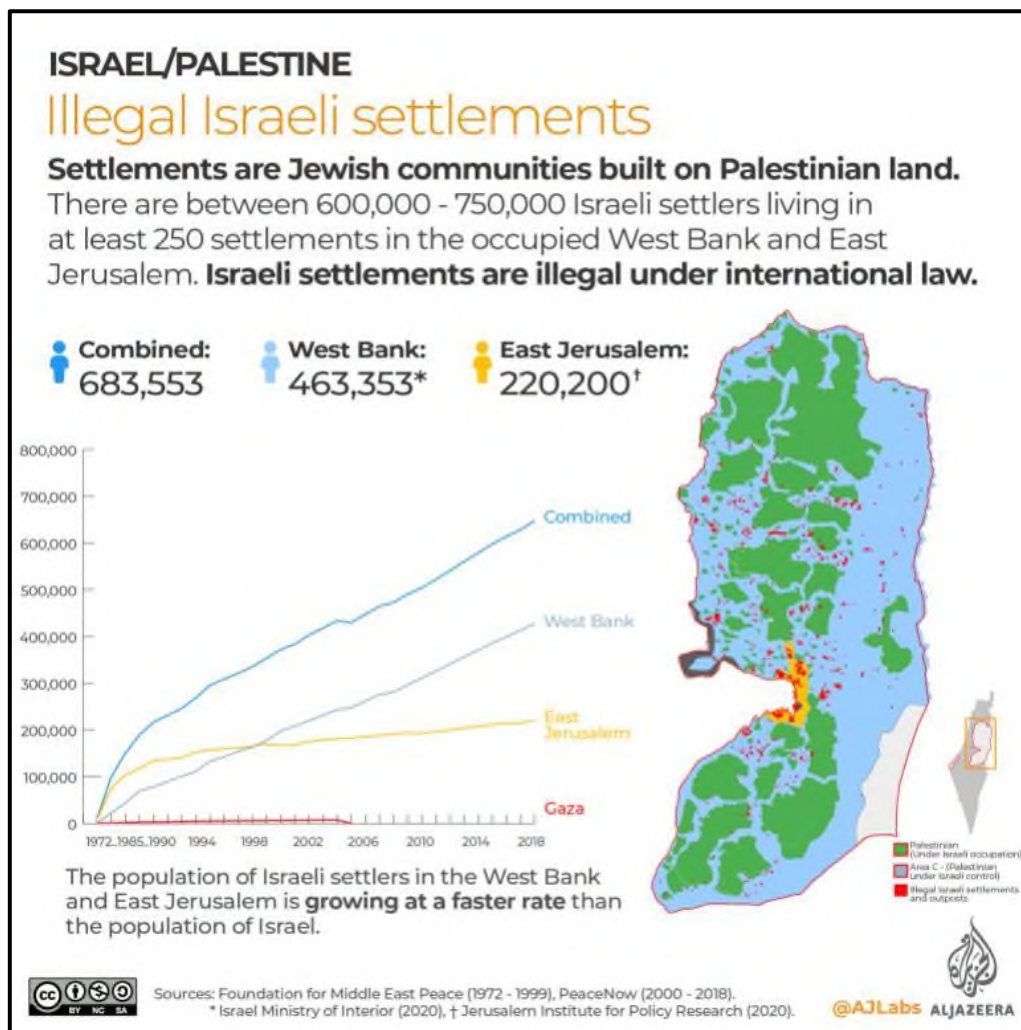 ISRAEL/PALESTINE
Illegal Israeli settlements
Settlements are Jewish communities built on Palestinian land.
There are between 600,000 - 750,000 Israeli settlers living in
at least 250 settlements in the occupied West Bank and East
Jerusalem. Israeli settlements are illegal under international law.
Combined:
683,553
West Bank:
463,353*
East Jerusalem:
220,200†
800,000
700,000
600,000
500,000
400,000
300,000
200,000
100,000
0
Combined
West Bank
East
Jerusalem
Gaza
1972...1985...1990 1994 1998 2002 2006 2010 2014 2018
Palestinian
(Under Israeli occupation)
Area C - (Palestinian
under Israeli control)
Illegal Israeli settlements
and outposts
The population of Israeli settlers in the West Bank
and East Jerusalem is growing at a faster rate than
the population of Israel.
cc BY NC SA
Sources: Foundation for Middle East Peace (1972 - 1999), PeaceNow (2000 - 2018).
* Israel Ministry of Interior (2020), † Jerusalem Institute for Policy Research (2020).
@AJLabs
ALJAZEERA